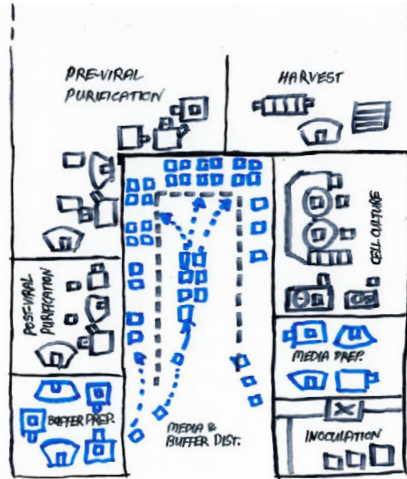 PRE-VIRAL
PURIFICATION
HARVEST
CELL CULTURE
POST-VIRAL
PURIFICATION
MEDIA PREP.
BUFFER PREP.
MEDIA &
BUFFER DIST.
INOCULATION